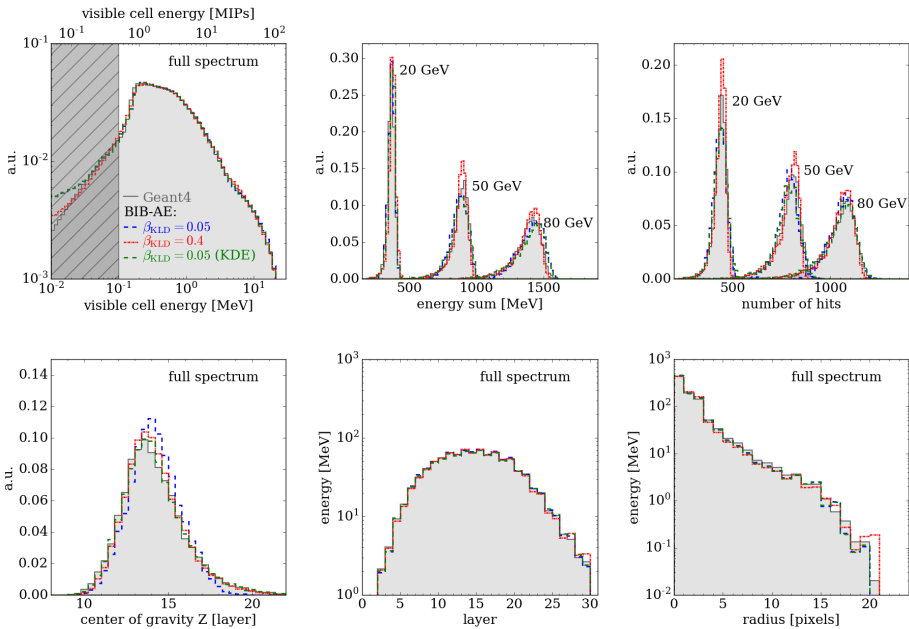 visible cell energy [MIPs]
10^{-1} 10^{0} 10^{1} 10^{2}
10^{-1}
10^{-2}
10^{-3}
a.u.
full spectrum
Geant4
BIB-AE:
β_{KLD} = 0.05
β_{KLD} = 0.4
β_{KLD} = 0.05 (KDE)
10^{-2} 10^{-1} 10^{0} 10^{1}
visible cell energy [MeV]
0.30
0.25
0.20
0.15
0.10
0.05
0.00
a.u.
20 GeV
50 GeV
80 GeV
500 1000 1500
energy sum [MeV]
0.20
0.15
0.10
0.05
0.00
a.u.
20 GeV
50 GeV
80 GeV
500 1000
number of hits
0.14
0.12
0.10
0.08
0.06
0.04
0.02
0.00
a.u.
full spectrum
10 15 20
center of gravity Z [layer]
10^{3}
10^{2}
10^{1}
10^{0}
energy [MeV]
full spectrum
0 5 10 15 20 25 30
layer
10^{3}
10^{2}
10^{1}
10^{0}
10^{-1}
10^{-2}
energy [MeV]
full spectrum
0 5 10 15 20
radius [pixels]